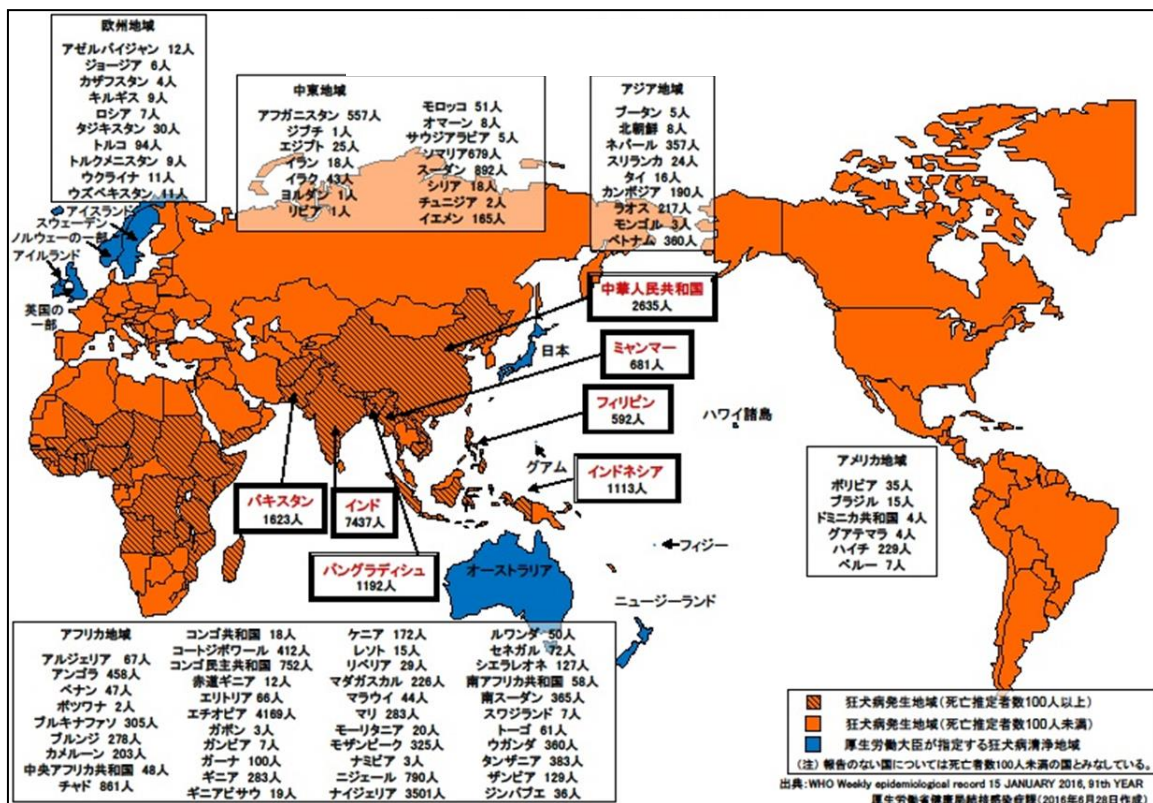 欧州地域
アゼルバイジャン 12人
ジョージア 6人
カザフスタン 4人
キルギス 9人
ロシア 7人
タジキスタン 30人
トルコ 94人
トルクメニスタン 9人
ウクライナ 11人
ウズベキスタン 11人
アイスランド
スウェーデン
ノルウェーの一部
アイルランド
英国の
一部
中東地域
アフガニスタン 557人
ジブチ 1人
エジプト 25人
イラン 18人
イラク 43人
ヨルダン 1人
リビア 1人
モロッコ 51人
オマーン 8人
サウジアラビア 5人
ソマリア679人
スーダン 892人
シリア 18人
チュニジア 2人
イエメン 165人
アジア地域
ブータン 5人
北朝鮮 8人
ネパール 357人
スリランカ 24人
タイ 16人
カンボジア 190人
ラオス 217人
モンゴル 3人
ベトナム 360人
中華人民共和国
2635人
日本
ミャンマー
681人
フィリピン
592人
ハワイ諸島
グアム
インドネシア
1113人
パキスタン
1623人
インド
7437人
バングラディシュ
1192人
フィジー
オーストラリア
ニュージーランド
アメリカ地域
ボリビア 35人
ブラジル 15人
ドミニカ共和国 4人
グアテマラ 4人
ハイチ 229人
ペルー 7人
アフリカ地域
アルジェリア 67人
アンゴラ 458人
ベナン 47人
ボツワナ 2人
ブルキナファソ 305人
ブルンジ 278人
カメルーン 203人
中央アフリカ共和国 48人
チャド 861人
コンゴ共和国 18人
コートジボワール 412人
コンゴ民主共和国 752人
赤道ギニア 12人
エリトリア 66人
エチオピア 4169人
ガボン 3人
ガンビア 7人
ガーナ 100人
ギニア 283人
ギニアビサウ 19人
ケニア 172人
レソト 15人
リベリア 29人
マダガスカル 226人
マラウイ 44人
マリ 283人
モーリタニア 20人
モザンビーク 325人
ナミビア 3人
ニジェール 790人
ナイジェリア 3501人
ルワンダ 50人
セネガル 72人
シエラレオネ 127人
南アフリカ共和国 58人
南スーダン 365人
スワジランド 7人
トーゴ 61人
ウガンダ 360人
タンザニア 383人
ザンビア 129人
ジンバブエ 36人
狂犬病発生地域(死亡推定者数100人以上)
狂犬病発生地域(死亡推定者数100人未満)
厚生労働大臣が指定する狂犬病清浄地域
(注)報告のない国については死亡者数100人未満の国とみなしている。
出典:WHO Weekly epidemiological record 15 JANUARY 2016, 91th YEAR
厚生労働省健康局結核感染症課(2016年6月28日作成)